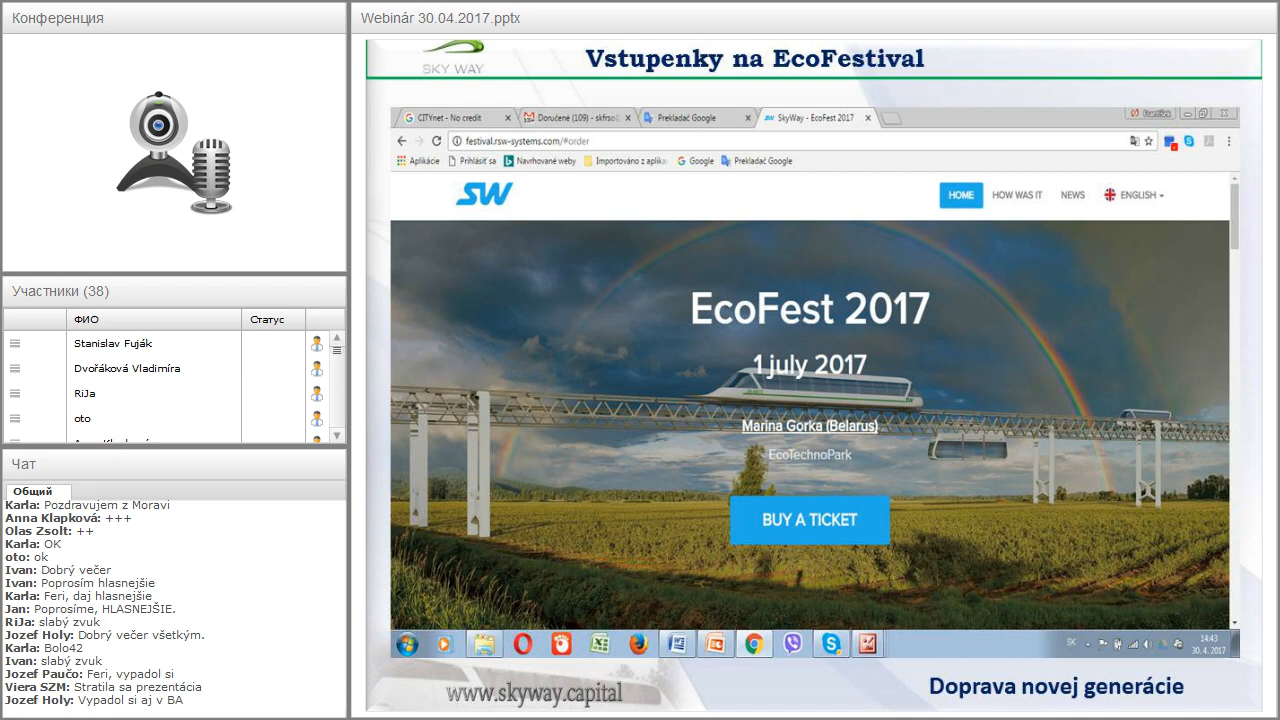 Конференция
Участники (38)
ФИО
Статус
Stanislav Fuják
Dvořáková Vladimíra
RiJa
oto
Чат
Общий
Karla: Pozdravujem z Moravi
Anna Klapková: +++
Olas Zsolt: ++
Karla: OK
oto: ok
Ivan: Dobrý večer
Ivan: Poprosím hlasnejšie
Karla: Feri, daj hlasnejšie
Jan: Poprosíme, HLASNEJŠIE.
RiJa: slabý zvuk
Jozef Holy: Dobrý večer všetkým.
Karla: Bolo42
Ivan: slabý zvuk
Jozef Paučo: Feri, vypadol si
Viera SZM: Stratila sa prezentácia
Jozef Holy: Vypadol si aj v BA
Webinár 30.04.2017.pptx
SKY WAY
Vstupenky na EcoFestival
CITYnet - No credit
Doručené (109) - skfrso
Prekladač Google
SkyWay - EcoFest 2017
František
festival.rsw-systems.com/#order
Aplikácie
Prihlásiť sa
Navrhované weby
Importováno z aplika
Google
Prekladač Google
SW
HOME
HOW WAS IT
NEWS
ENGLISH
EcoFest 2017
1 july 2017
Marina Gorka (Belarus)
EcoTechnoPark
BUY A TICKET
SK
14:43
30. 4. 2017
www.skyway.capital
Doprava novej generácie